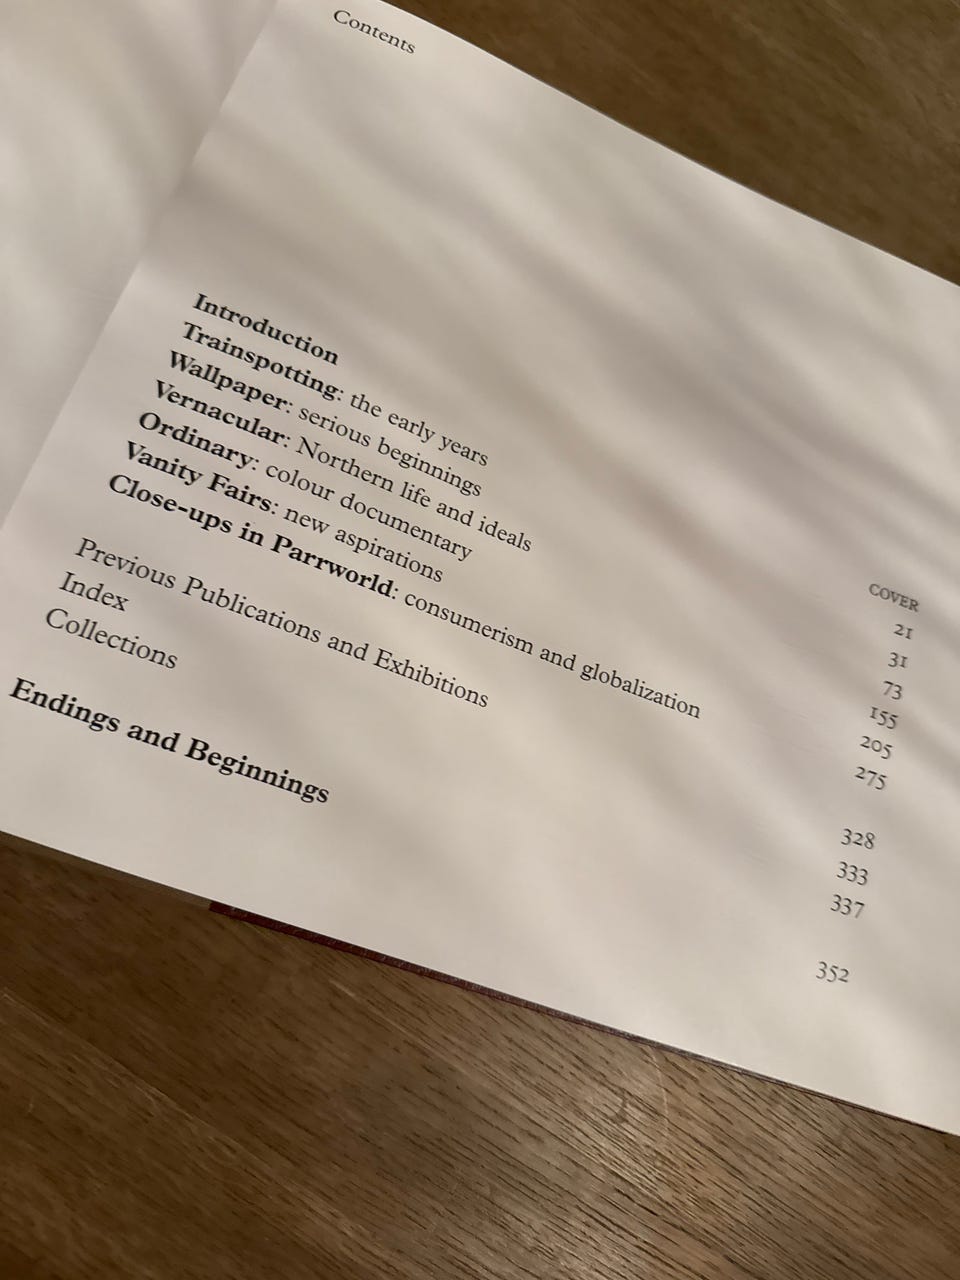 Contents
Introduction COVER
Trainspotting: the early years 21
Wallpaper: serious beginnings 31
Vernacular: Northern life and ideals 73
Ordinary: colour documentary 155
Vanity Fairs: new aspirations 205
Close-ups in Parrworld: consumerism and globalization 275
Previous Publications and Exhibitions 328
Index 333
Collections 337
Endings and Beginnings 352